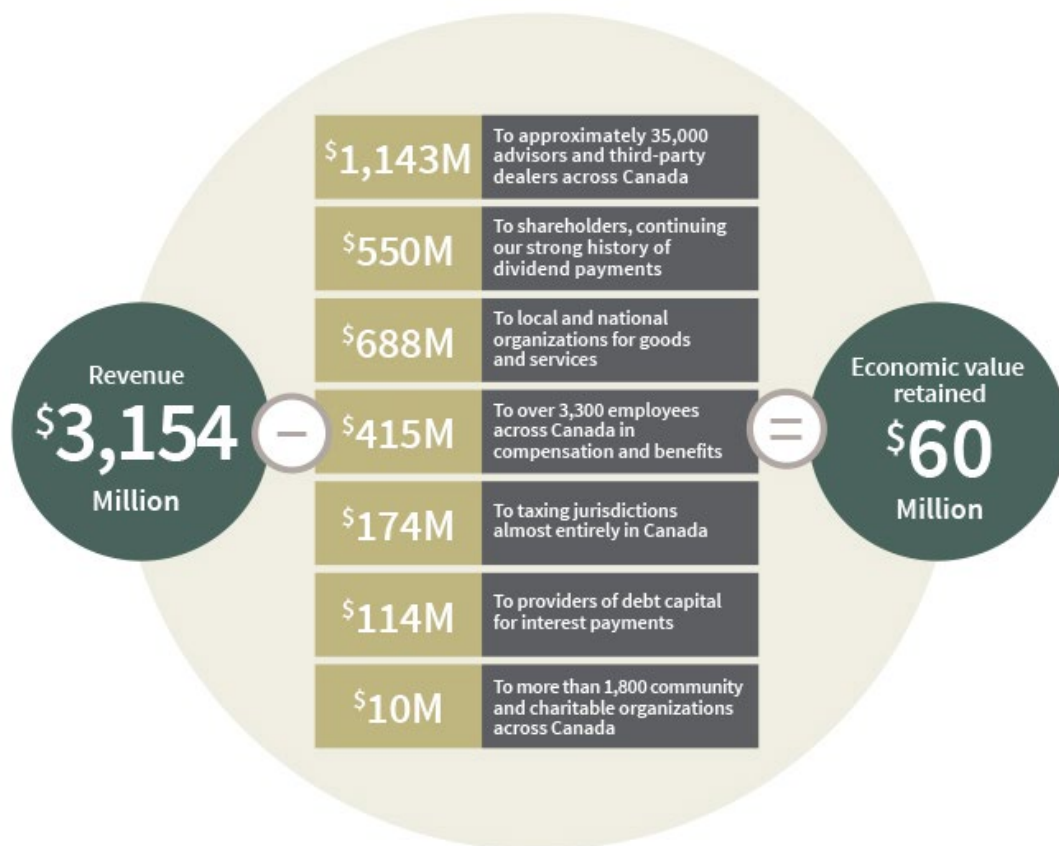 $1,143M
To approximately 35,000
advisors and third-party
dealers across Canada
$550M
To shareholders, continuing
our strong history of
dividend payments
$688M
To local and national
organizations for goods
and services
Revenue
$3,154
Million
−
$415M
To over 3,300 employees
across Canada in
compensation and benefits
=
Economic value
retained
$60
Million
$174M
To taxing jurisdictions
almost entirely in Canada
$114M
To providers of debt capital
for interest payments
$10M
To more than 1,800 community
and charitable organizations
across Canada